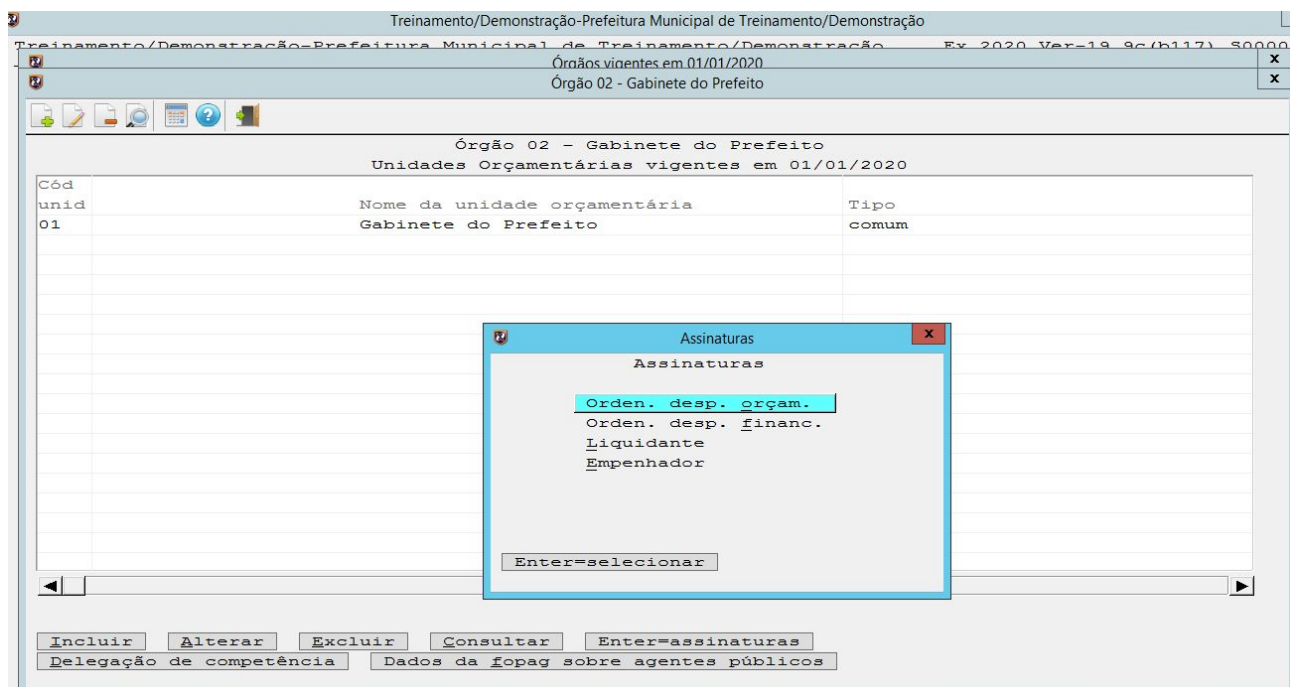 Treinamento/Demonstração-Prefeitura Municipal de Treinamento/Demonstração
Treinamento/Demonstração-Prefeitura Municipal de Treinamento/Demonstração Ex 2020 Ver-19 9c(b117) S0000
Órgãos vigentes em 01/01/2020 x
Órgão 02 - Gabinete do Prefeito x
Órgão 02 - Gabinete do Prefeito
Unidades Orçamentárias vigentes em 01/01/2020
Cód
unid Nome da unidade orçamentária Tipo
01 Gabinete do Prefeito comum
Assinaturas x
Assinaturas
Orden. desp. orçam.
Orden. desp. financ.
Liquidante
Empenhador
Enter=selecionar
Incluir Alterar Excluir Consultar Enter=assinaturas
Delegação de competência Dados da fopag sobre agentes públicos